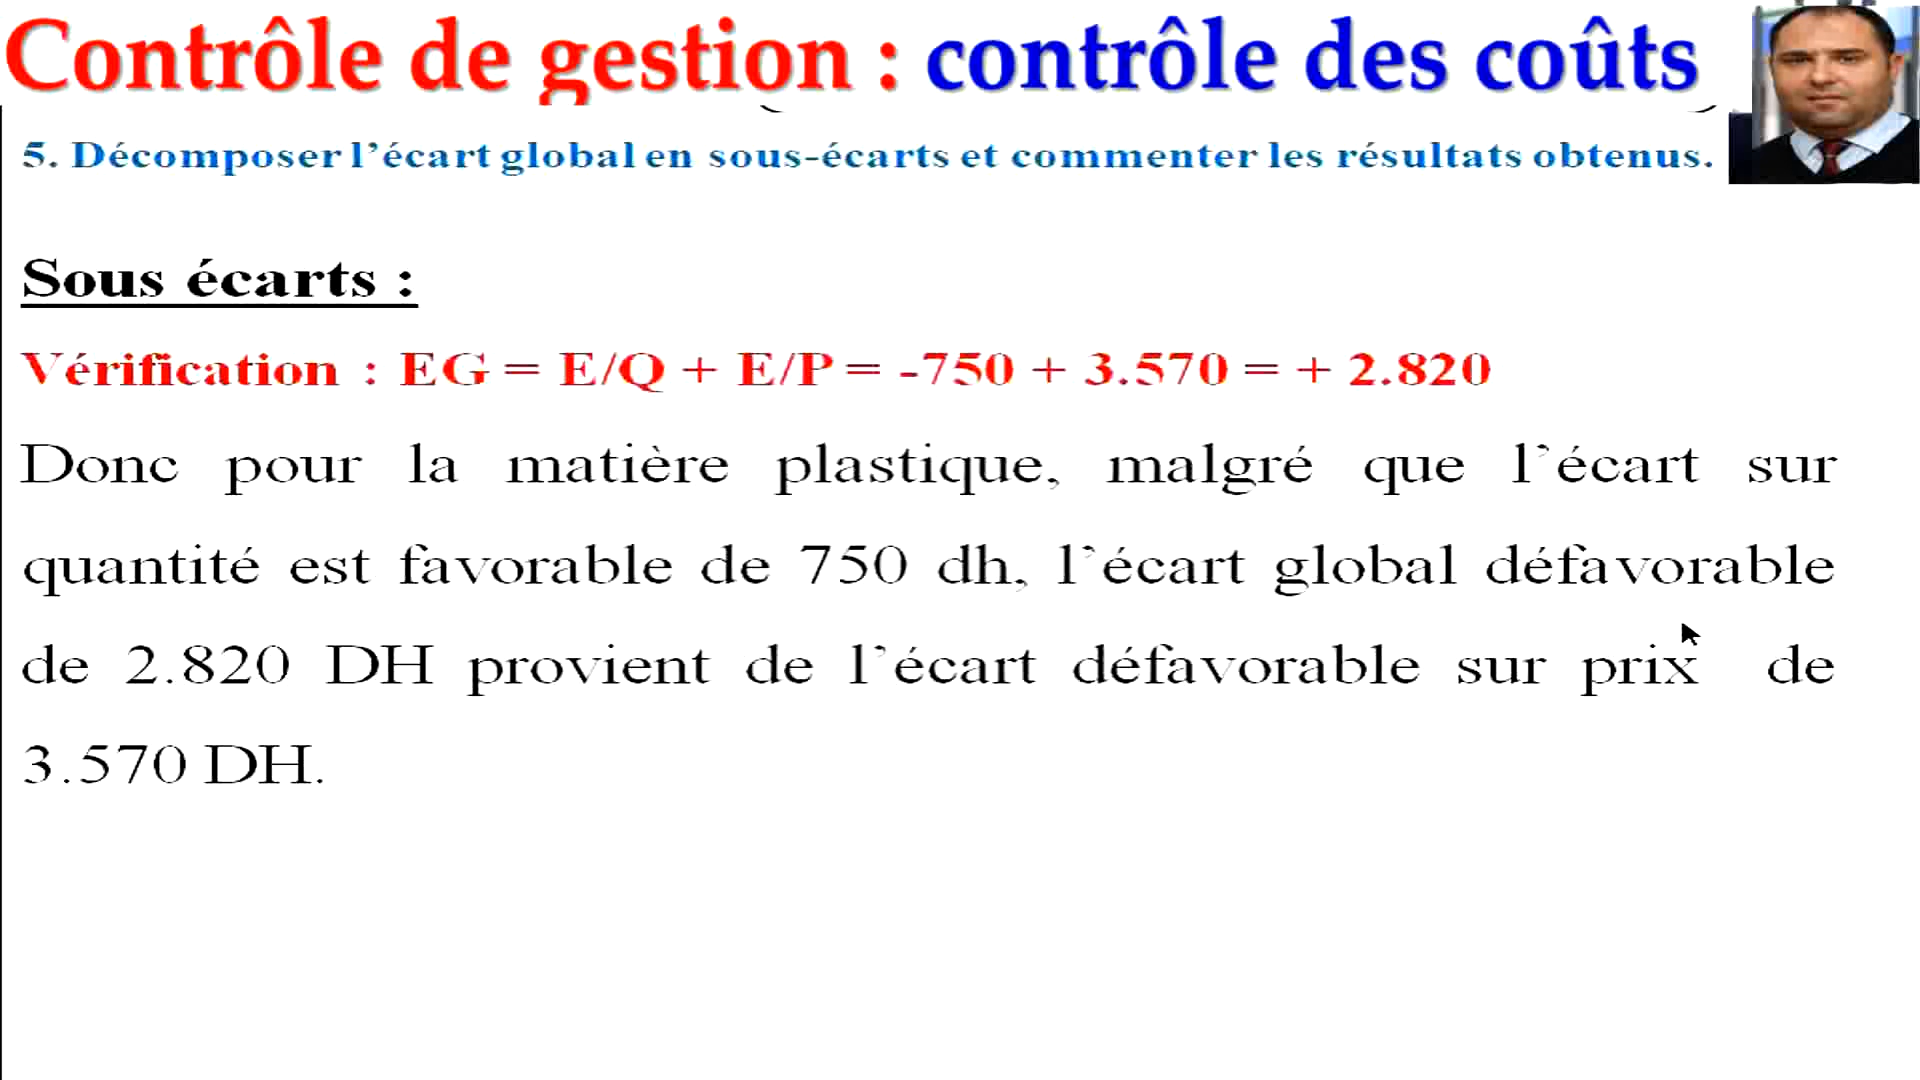 Contrôle de gestion : contrôle des coûts
5. Décomposer l’écart global en sous-écarts et commenter les résultats obtenus.
Sous écarts :
Vérification : EG = E/Q + E/P = -750 + 3.570 = + 2.820
Donc pour la matière plastique, malgré que l’écart sur
quantité est favorable de 750 dh, l’écart global défavorable
de 2.820 DH provient de l’écart défavorable sur prix de
3.570 DH.